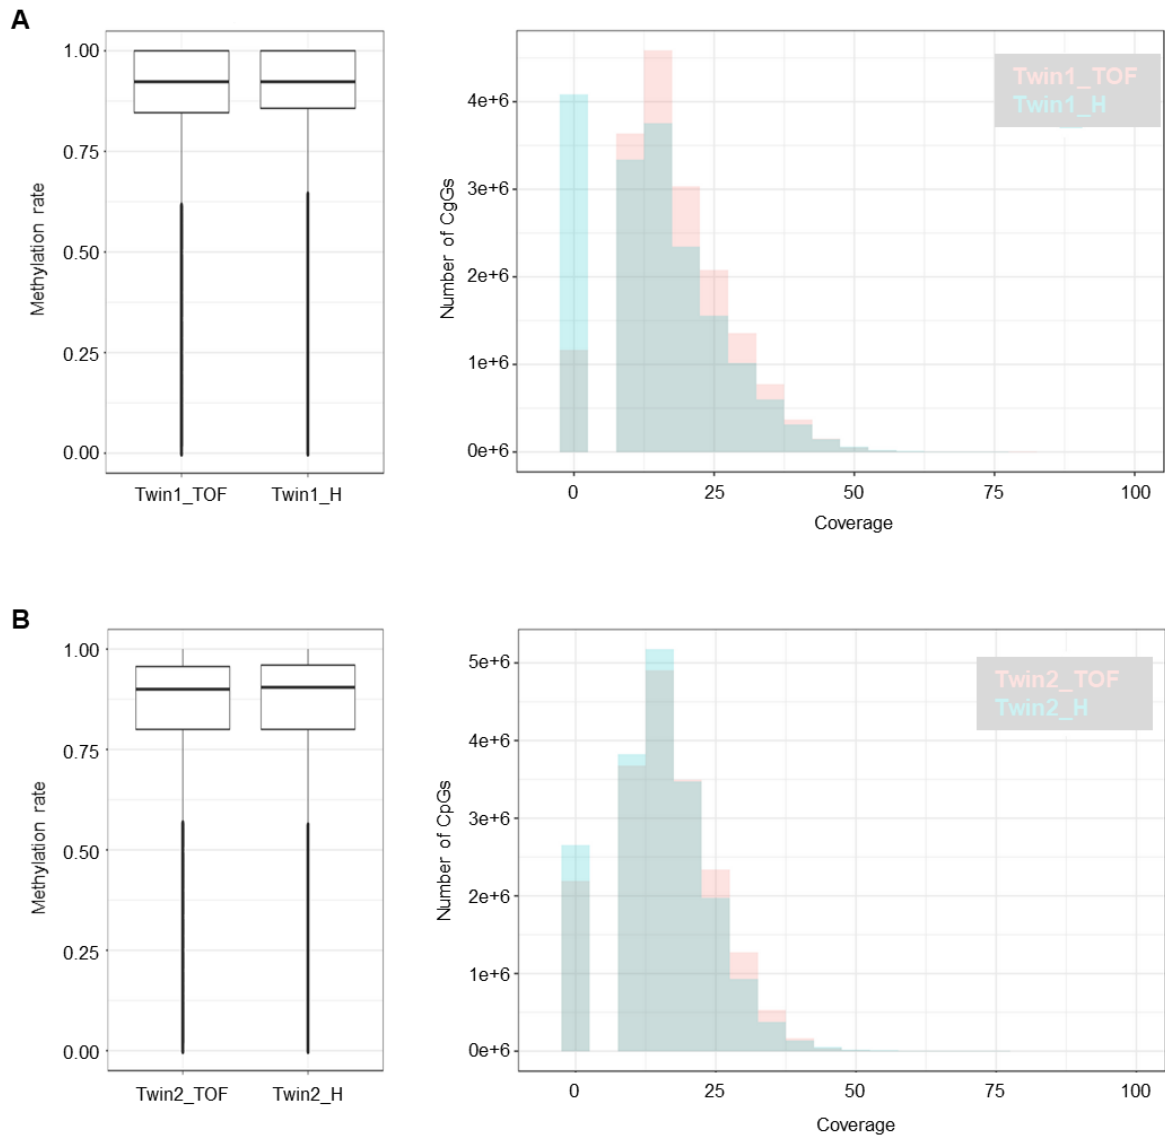 A
Methylation rate
1.00
0.75
0.50
0.25
0.00
Twin1_TOF
Twin1_H
Number of CgGs
4e+6
3e+6
2e+6
1e+6
0e+6
0
25
50
75
100
Coverage
Twin1_TOF
Twin1_H
B
Methylation rate
1.00
0.75
0.50
0.25
0.00
Twin2_TOF
Twin2_H
Number of CpGs
5e+6
4e+6
3e+6
2e+6
1e+6
0e+6
0
25
50
75
100
Coverage
Twin2_TOF
Twin2_H